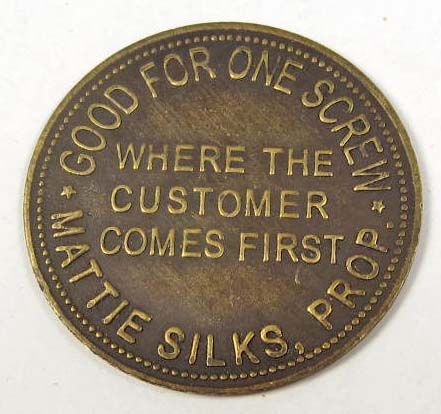 GOOD FOR ONE SCREW
WHERE THE
CUSTOMER
COMES FIRST
MATTIE SILKS, PROP.